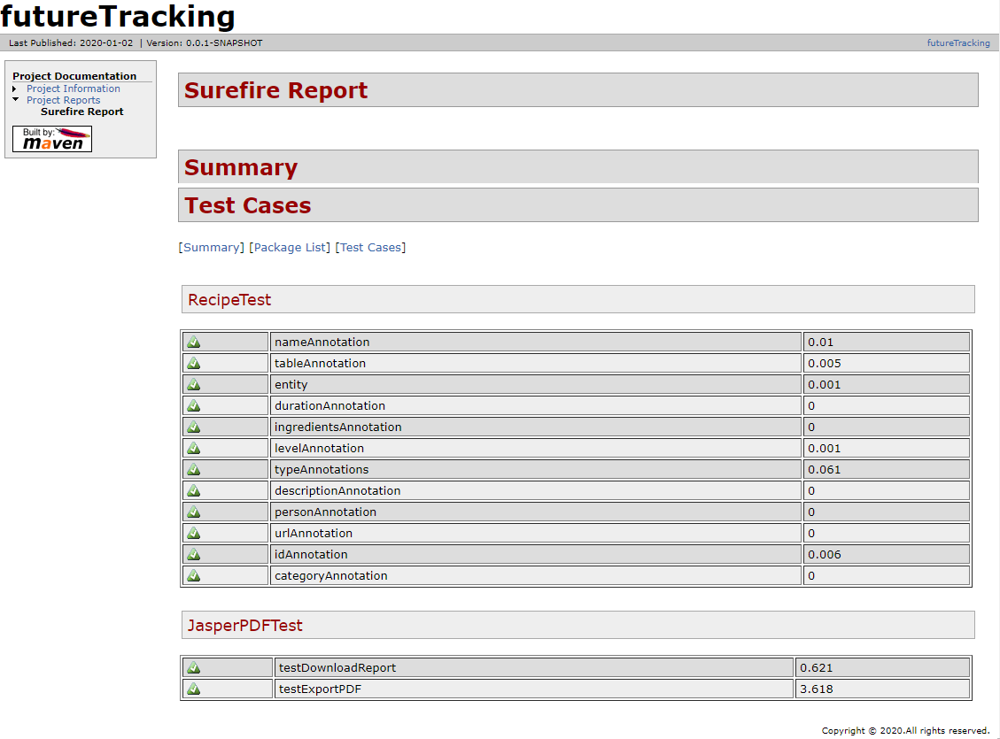 futureTracking
Last Published: 2020-01-02 | Version: 0.0.1-SNAPSHOT futureTracking
Project Documentation
Project Information
Project Reports
Surefire Report
Built by:
maven
Surefire Report
Summary
Test Cases
[Summary] [Package List] [Test Cases]
RecipeTest
nameAnnotation 0.01
tableAnnotation 0.005
entity 0.001
durationAnnotation 0
ingredientsAnnotation 0
levelAnnotation 0.001
typeAnnotations 0.061
descriptionAnnotation 0
personAnnotation 0
urlAnnotation 0
idAnnotation 0.006
categoryAnnotation 0
JasperPDFTest
testDownloadReport 0.621
testExportPDF 3.618
Copyright © 2020.All rights reserved.